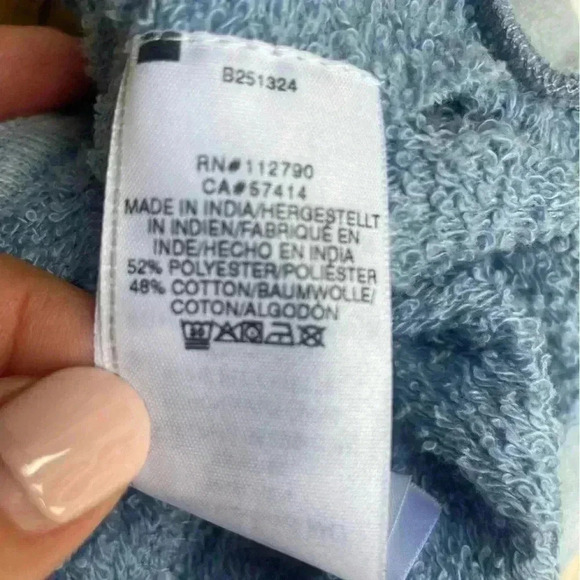 B251324
RN# 112790
CA#57414
MADE IN INDIA/HERGESTELLT
IN INDIEN/FABRIQUÉ EN
INDE/HECHO EN INDIA
52% POLYESTER/POLIÉSTER
48% COTTON/BAUMWOLLE/
COTON/ALGODÓN